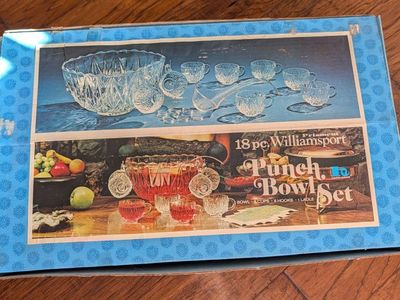 Prismcut
18 pc. Williamsport
Punch
Bowl
Set
BOWL · 8 CUPS · 8 HOOKS · 1 LADLE